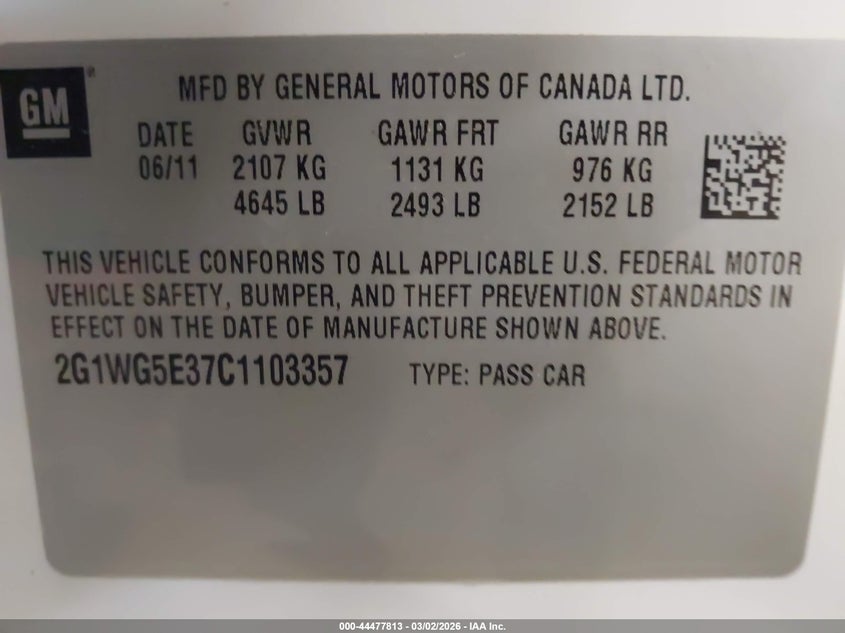 GM
MFD BY GENERAL MOTORS OF CANADA LTD.
DATE GVWR GAWR FRT GAWR RR
06/11 2107 KG 1131 KG 976 KG
4645 LB 2493 LB 2152 LB
THIS VEHICLE CONFORMS TO ALL APPLICABLE U.S. FEDERAL MOTOR
VEHICLE SAFETY, BUMPER, AND THEFT PREVENTION STANDARDS IN
EFFECT ON THE DATE OF MANUFACTURE SHOWN ABOVE.
2G1WG5E37C1103357 TYPE: PASS CAR
000-44477813 - 03/02/2026 - IAA Inc.